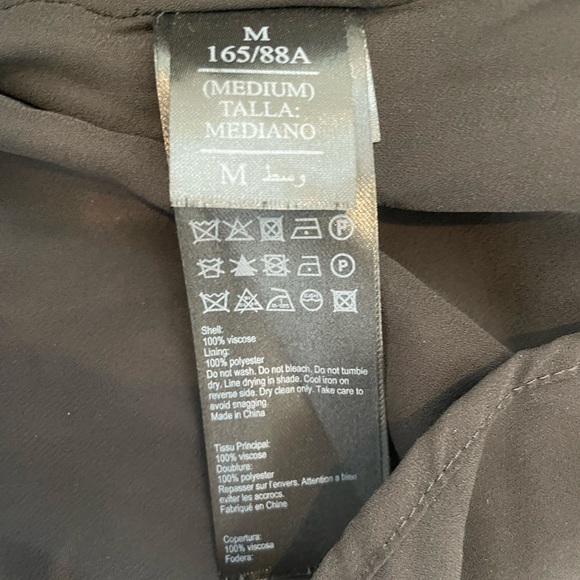 M
165/88A
(MEDIUM)
TALLA:
MEDIANO
M وسط
Shell:
100% viscose
Lining:
100% polyester
Do not wash. Do not bleach. Do not tumble
dry. Line drying in shade. Cool iron on
reverse side. Dry clean only. Take care to
avoid snagging.
Made in China
Tissu Principal:
100% viscose
Doublure:
100% polyester
Repasser sur l'envers. Attention a bien
eviter les accrocs.
Fabriqué en Chine
Copertura:
100% viscosa
Fodera: